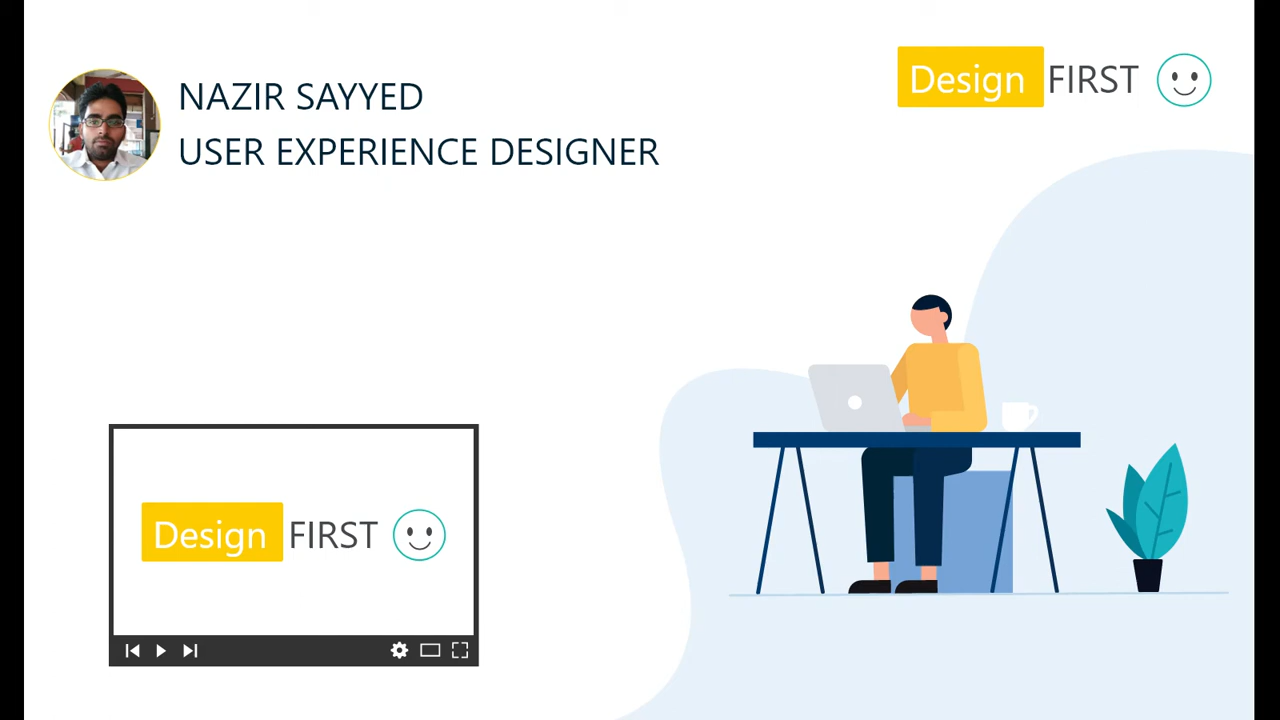 NAZIR SAYYED
USER EXPERIENCE DESIGNER
Design FIRST
Design FIRST